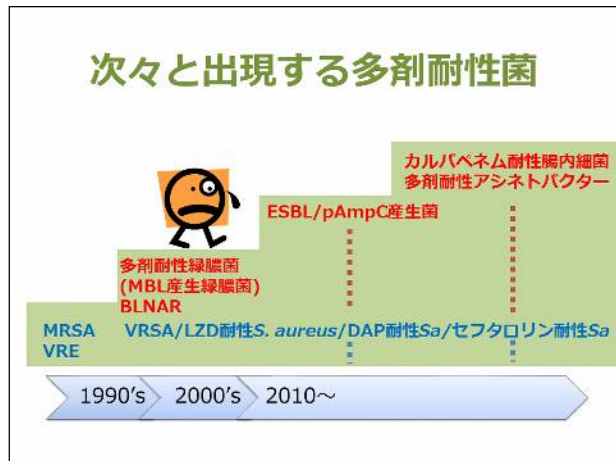 次々と出現する多剤耐性菌
カルバペネム耐性腸内細菌
多剤耐性アシネトバクター
ESBL/pAmpC産生菌
多剤耐性緑膿菌
(MBL産生緑膿菌)
BLNAR
MRSA VRSA/LZD耐性S. aureus/DAP耐性Sa/セフタロリン耐性Sa
VRE
1990's 2000's 2010～